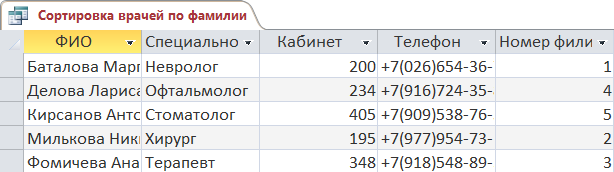 Сортировка врачей по фамилии
ФИО Специально Кабинет Телефон Номер фили
Баталова Марг Невролог 200 +7(026)654-36- 1
Делова Лариса Офтальмолог 234 +7(916)724-35- 4
Кирсанов Анто Стоматолог 405 +7(909)538-76- 5
Милькова Ники Хирург 195 +7(977)954-73- 2
Фомичева Ана Терапевт 348 +7(918)548-89- 3